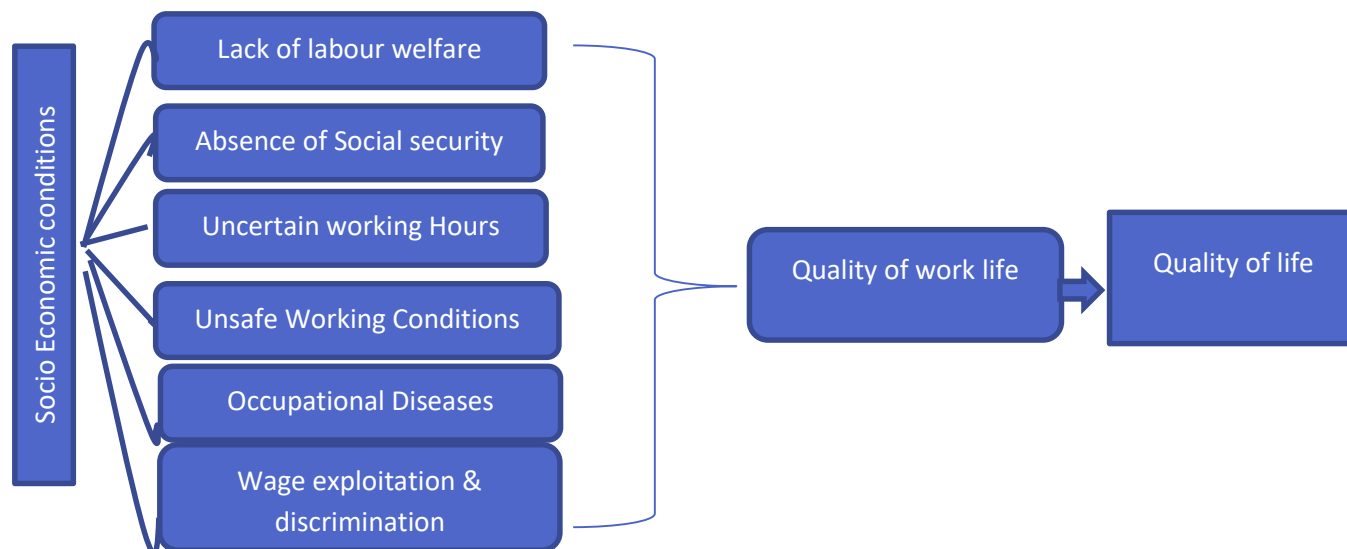 Socio Economic conditions
Lack of labour welfare
Absence of Social security
Uncertain working Hours
Unsafe Working Conditions
Occupational Diseases
Wage exploitation &
discrimination
Quality of work life
Quality of life